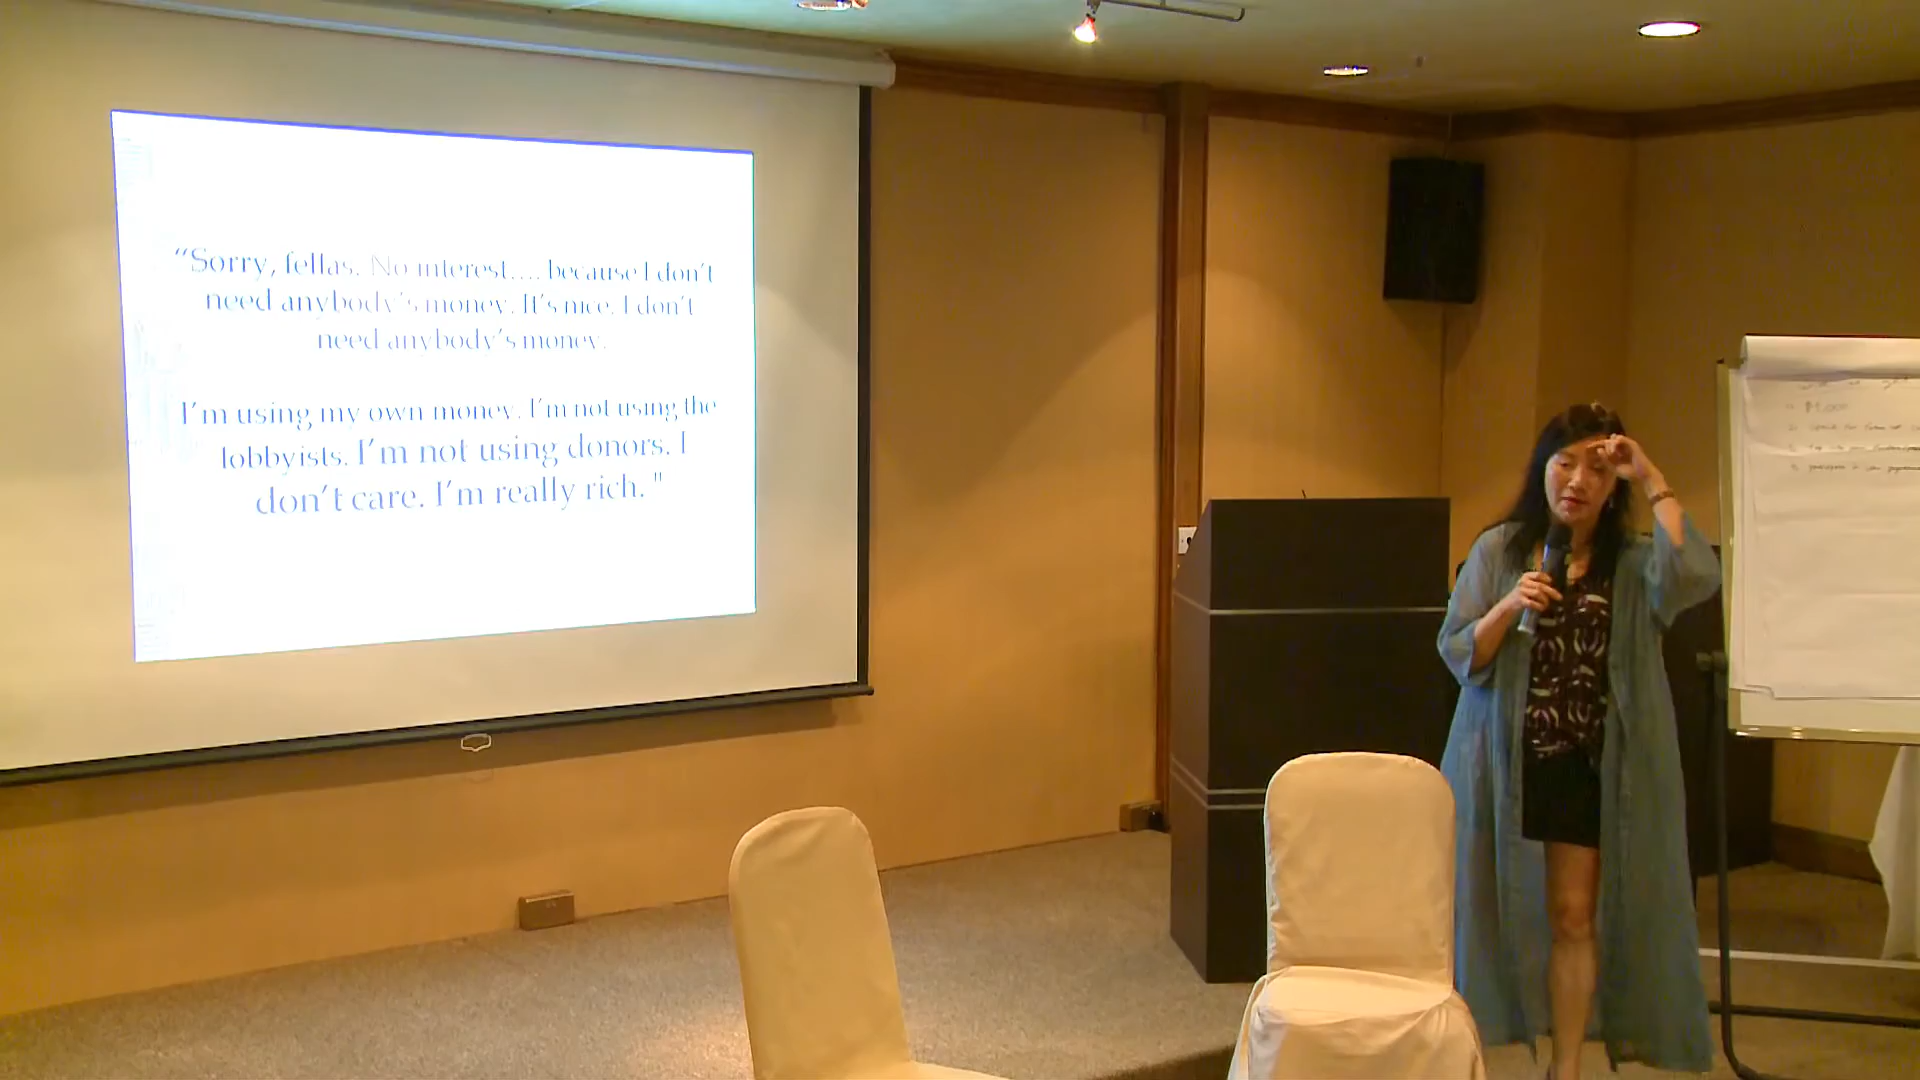 “Sorry, fellas. No interest.... because I don’t
need anybody’s money. It’s nice. I don’t
need anybody’s money.
I’m using my own money. I’m not using the
lobbyists. I’m not using donors. I
don’t care. I’m really rich. "